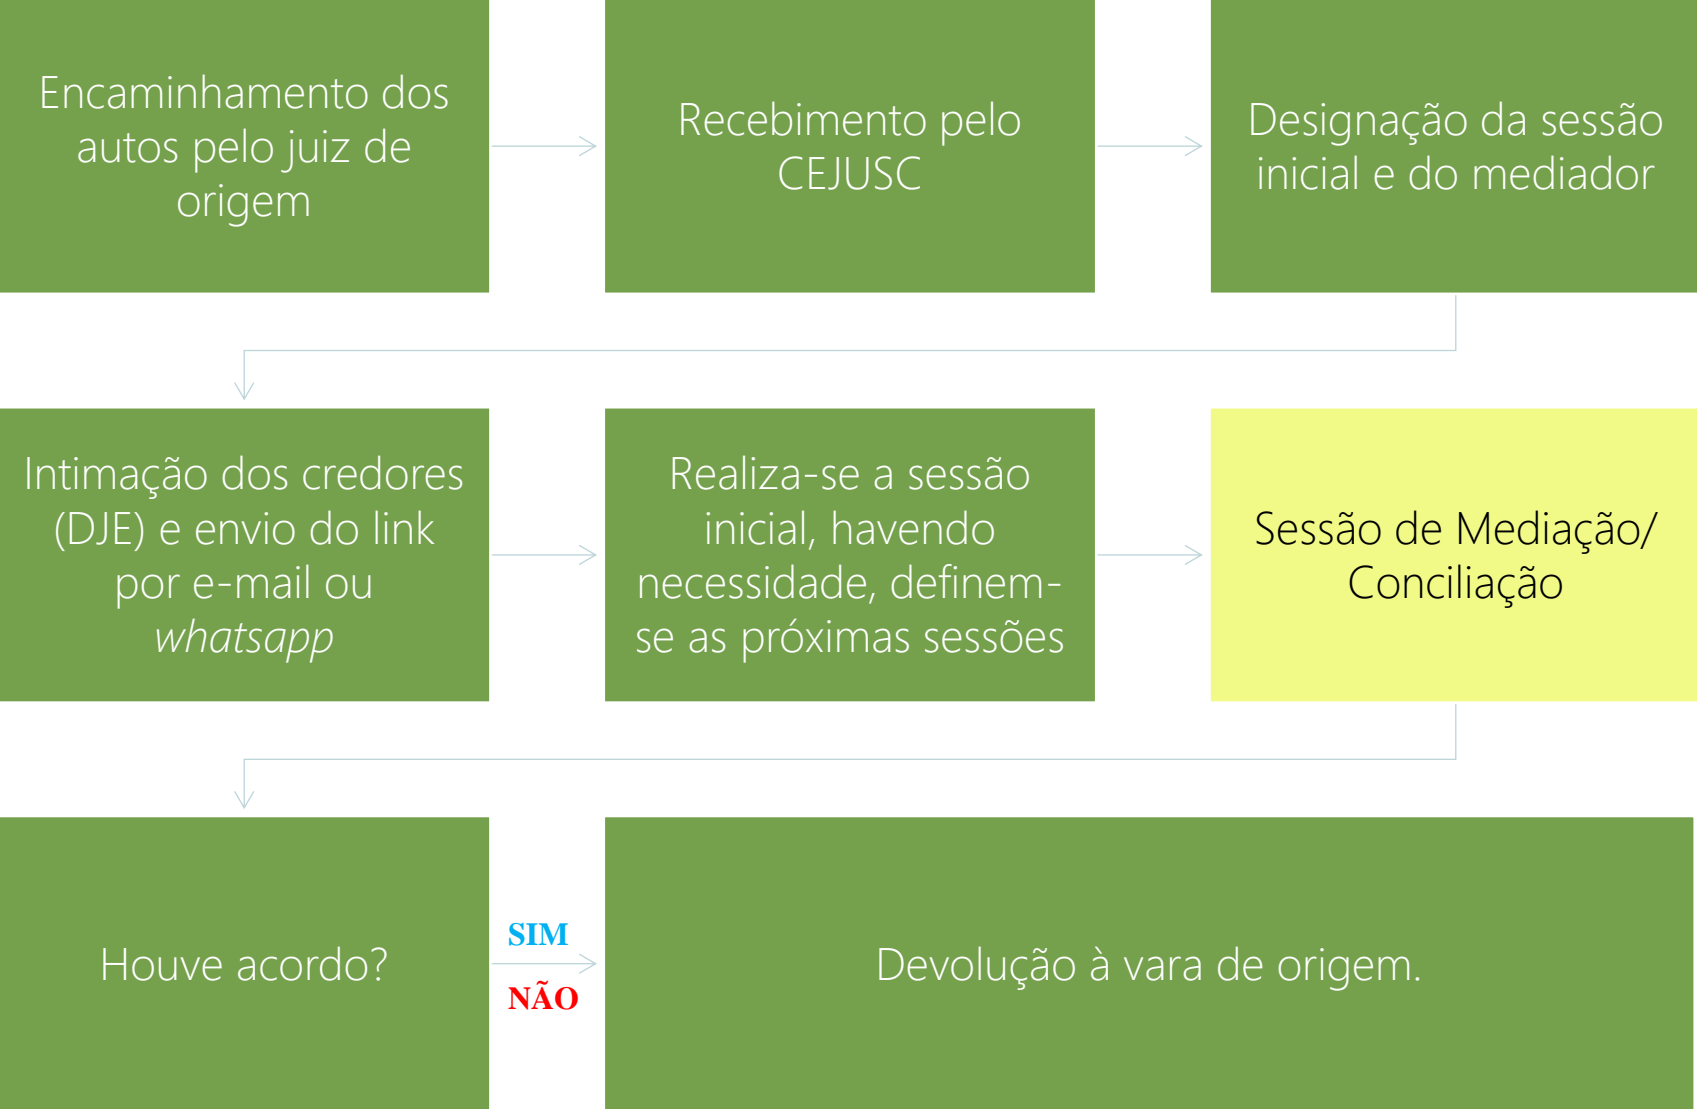 Encaminhamento dos
autos pelo juiz de
origem
Recebimento pelo
CEJUSC
Designação da sessão
inicial e do mediador
Intimação dos credores
(DJE) e envio do link
por e-mail ou
whatsapp
Realiza-se a sessão
inicial, havendo
necessidade, definem-
se as próximas sessões
Sessão de Mediação/
Conciliação
Houve acordo?
SIM
NÃO
Devolução à vara de origem.